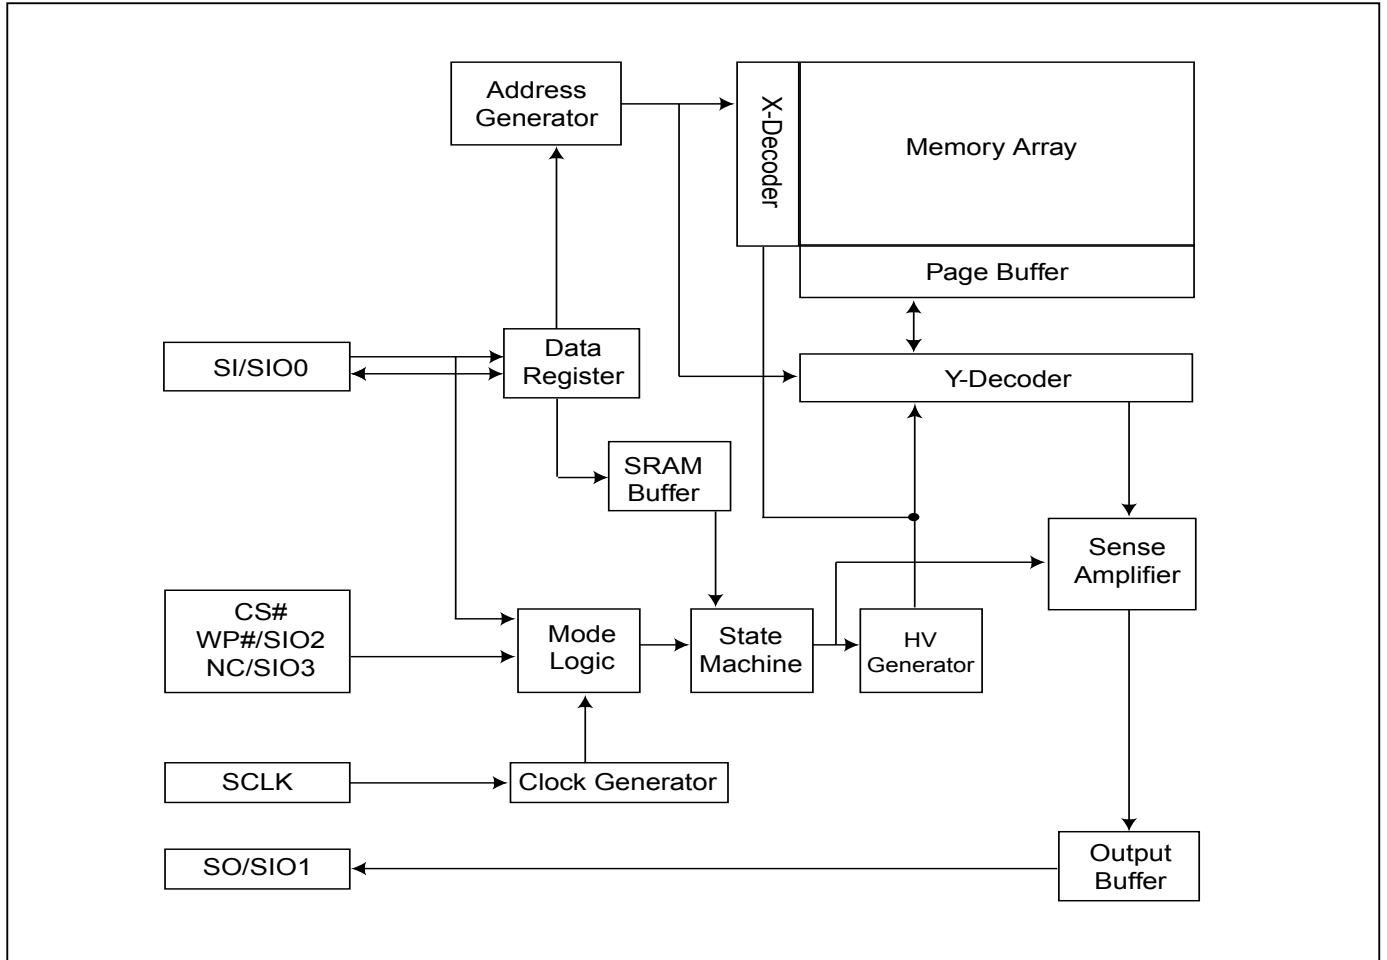 Address
Generator
X-Decoder
Memory Array
Page Buffer
SI/SIO0
Data
Register
Y-Decoder
SRAM
Buffer
Sense
Amplifier
CS#
WP#/SIO2
NC/SIO3
Mode
Logic
State
Machine
HV
Generator
SCLK
Clock Generator
SO/SIO1
Output
Buffer